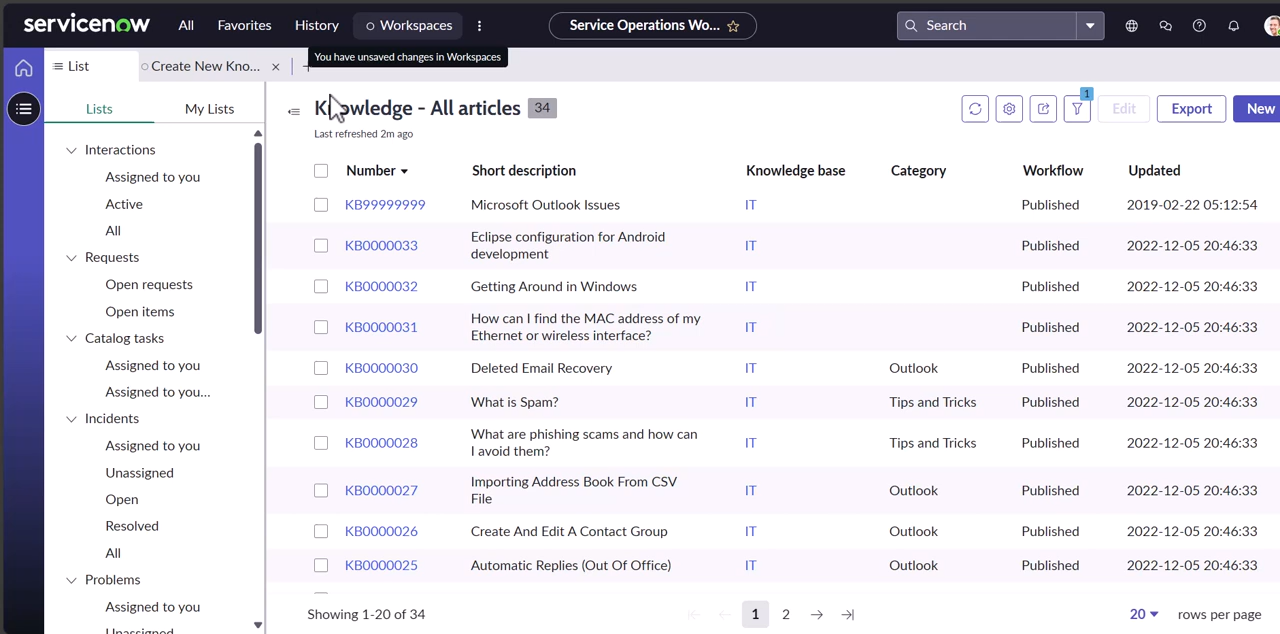 servicenow All Favorites History Workspaces Service Operations Wo... Search
List Create New Kno... You have unsaved changes in Workspaces
Lists My Lists
Interactions
Assigned to you
Active
All
Requests
Open requests
Open items
Catalog tasks
Assigned to you
Assigned to you...
Incidents
Assigned to you
Unassigned
Open
Resolved
All
Problems
Assigned to you
Unassigned
Knowledge - All articles 34
Last refreshed 2m ago
1 Edit Export New
Number Short description Knowledge base Category Workflow Updated
KB99999999 Microsoft Outlook Issues IT Published 2019-02-22 05:12:54
KB0000033 Eclipse configuration for Android development IT Published 2022-12-05 20:46:33
KB0000032 Getting Around in Windows IT Published 2022-12-05 20:46:33
KB0000031 How can I find the MAC address of my Ethernet or wireless interface? IT Published 2022-12-05 20:46:33
KB0000030 Deleted Email Recovery IT Outlook Published 2022-12-05 20:46:33
KB0000029 What is Spam? IT Tips and Tricks Published 2022-12-05 20:46:33
KB0000028 What are phishing scams and how can I avoid them? IT Tips and Tricks Published 2022-12-05 20:46:33
KB0000027 Importing Address Book From CSV File IT Outlook Published 2022-12-05 20:46:33
KB0000026 Create And Edit A Contact Group IT Outlook Published 2022-12-05 20:46:33
KB0000025 Automatic Replies (Out Of Office) IT Outlook Published 2022-12-05 20:46:33
Showing 1-20 of 34 1 2 20 rows per page